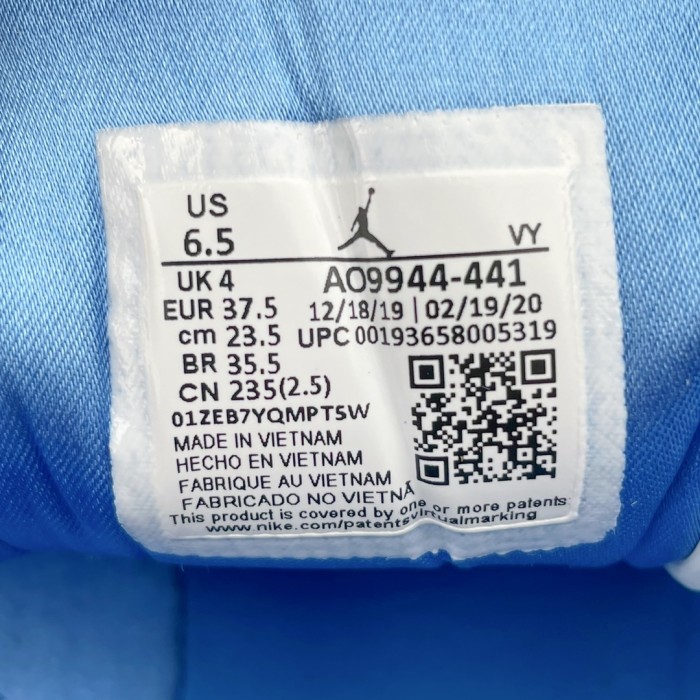 US
6.5
VY
UK 4
AO9944-441
EUR 37.5
12/18/19 | 02/19/20
cm 23.5
UPC 00193658005319
BR 35.5
CN 235(2.5)
01ZEB7YQMPTSW
MADE IN VIETNAM
HECHO EN VIETNAM
FABRIQUE AU VIETNAM
FABRICADO NO VIETNÃ
This product is covered by one or more patents
www.nike.com/patentsvirtualmarking